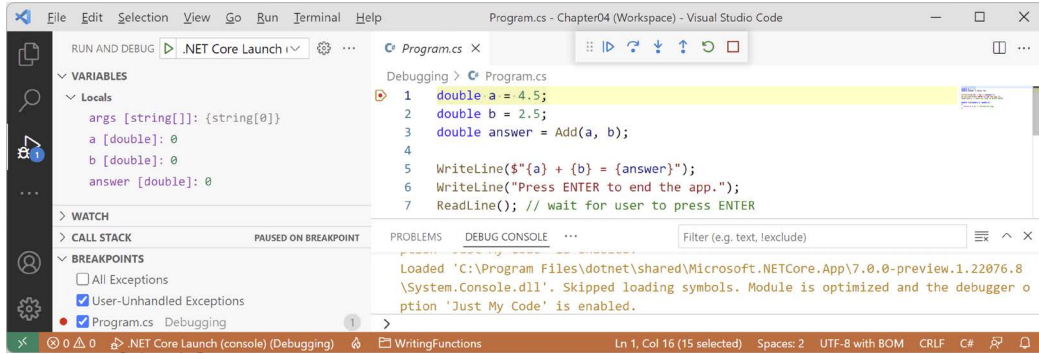 File Edit Selection View Go Run Terminal Help Program.cs - Chapter04 (Workspace) - Visual Studio Code
RUN AND DEBUG .NET Core Launch (
VARIABLES
Locals
args [string[]]: {string[0]}
a [double]: 0
b [double]: 0
answer [double]: 0
WATCH
CALL STACK PAUSED ON BREAKPOINT
BREAKPOINTS
All Exceptions
User-Unhandled Exceptions
Program.cs Debugging 1
1
C# Program.cs
Debugging > C# Program.cs
1 double a = 4.5;
2 double b = 2.5;
3 double answer = Add(a, b);
4
5 WriteLine($"{a} + {b} = {answer}");
6 WriteLine("Press ENTER to end the app.");
7 ReadLine(); // wait for user to press ENTER
PROBLEMS DEBUG CONSOLE ··· Filter (e.g. text, !exclude)
Loaded 'C:\Program Files\dotnet\shared\Microsoft.NETCore.App\7.0.0-preview.1.22076.8
\System.Console.dll'. Skipped loading symbols. Module is optimized and the debugger o
ption 'Just My Code' is enabled.
>
0 0 .NET Core Launch (console) (Debugging) WritingFunctions Ln 1, Col 16 (15 selected) Spaces: 2 UTF-8 with BOM CRLF C#